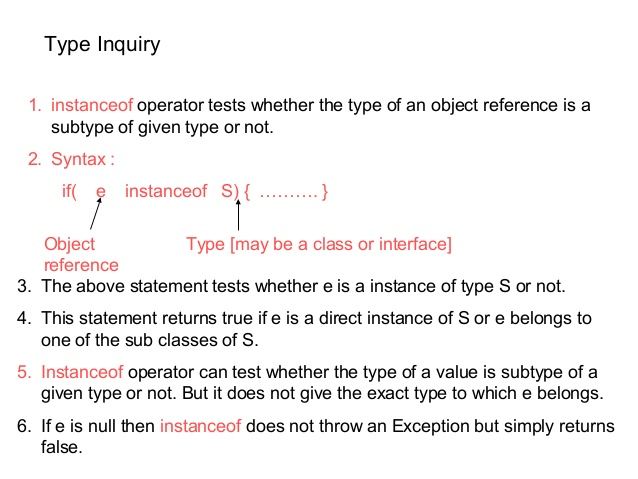 Type Inquiry
1. instanceof operator tests whether the type of an object reference is a
subtype of given type or not.
2. Syntax :
if( e instanceof S) { ………. }
Object
reference
Type [may be a class or interface]
3. The above statement tests whether e is a instance of type S or not.
4. This statement returns true if e is a direct instance of S or e belongs to
one of the sub classes of S.
5. Instanceof operator can test whether the type of a value is subtype of a
given type or not. But it does not give the exact type to which e belongs.
6. If e is null then instanceof does not throw an Exception but simply returns
false.